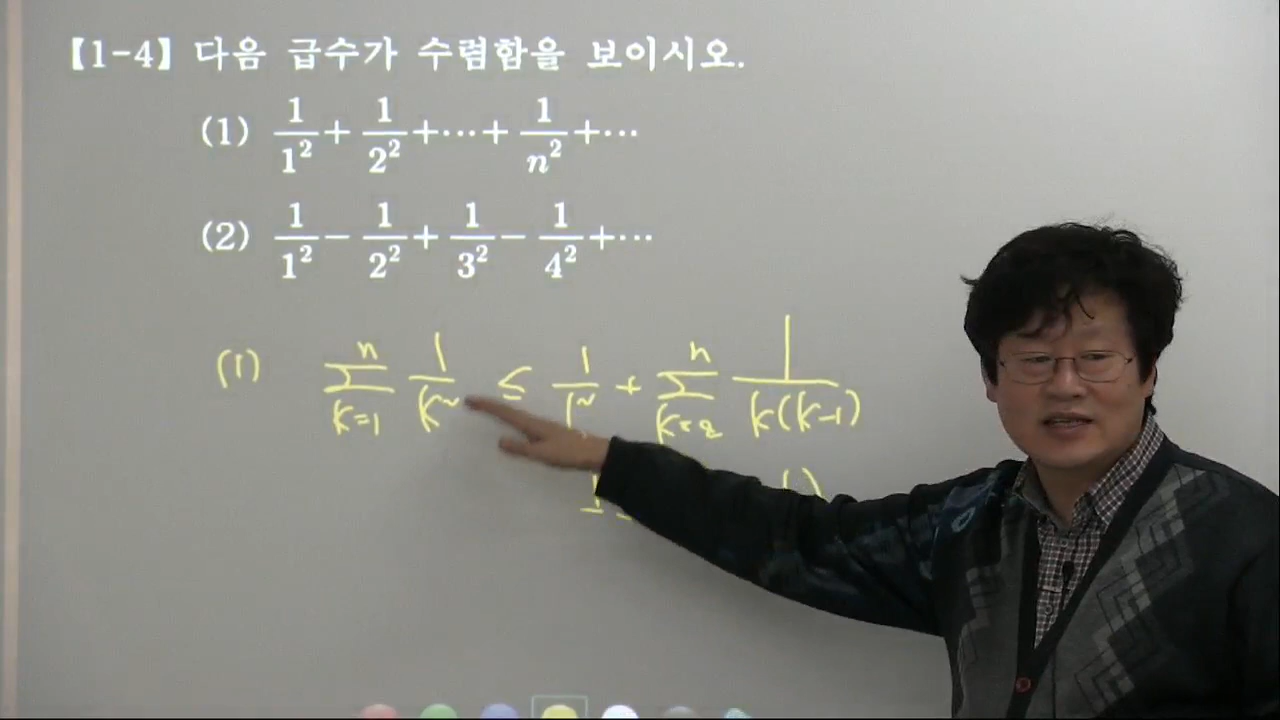 【1-4】 다음 급수가 수렴함을 보이시오.
(1) 1/1² + 1/2² + ⋯ + 1/n² + ⋯
(2) 1/1² − 1/2² + 1/3² − 1/4² + ⋯
(1) ∑_{k=1}^{n} 1/k² ≤ 1/1² + ∑_{k=2}^{n} 1/k(k-1)